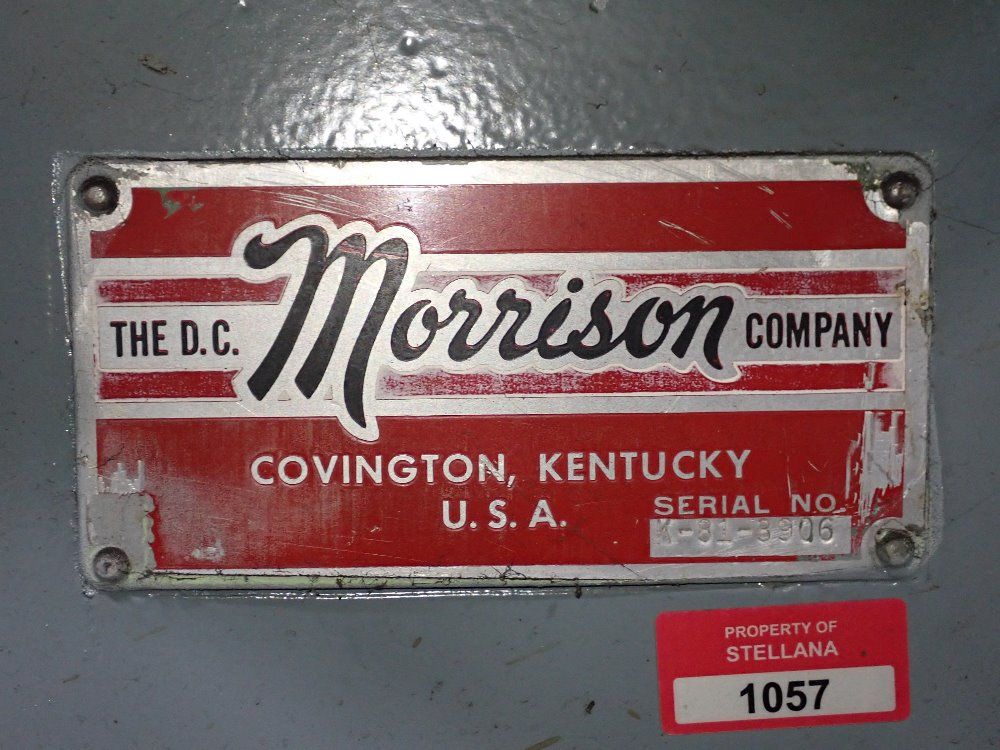 THE D.C. Morrison COMPANY
COVINGTON, KENTUCKY
U.S.A.
SERIAL NO.
K-81-3906
PROPERTY OF
STELLANA
1057